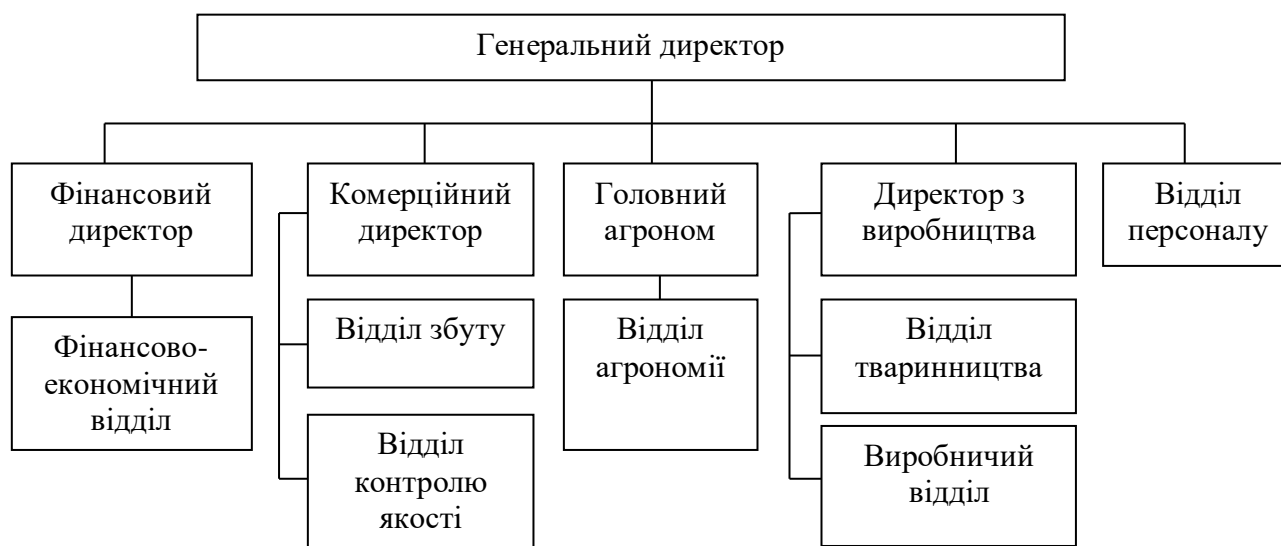 Генеральний директор
Фінансовий
директор
Комерційний
директор
Головний
агроном
Директор з
виробництва
Відділ
персоналу
Фінансово-
економічний
відділ
Відділ збуту
Відділ
контролю
якості
Відділ
агрономії
Відділ
тваринництва
Виробничий
відділ